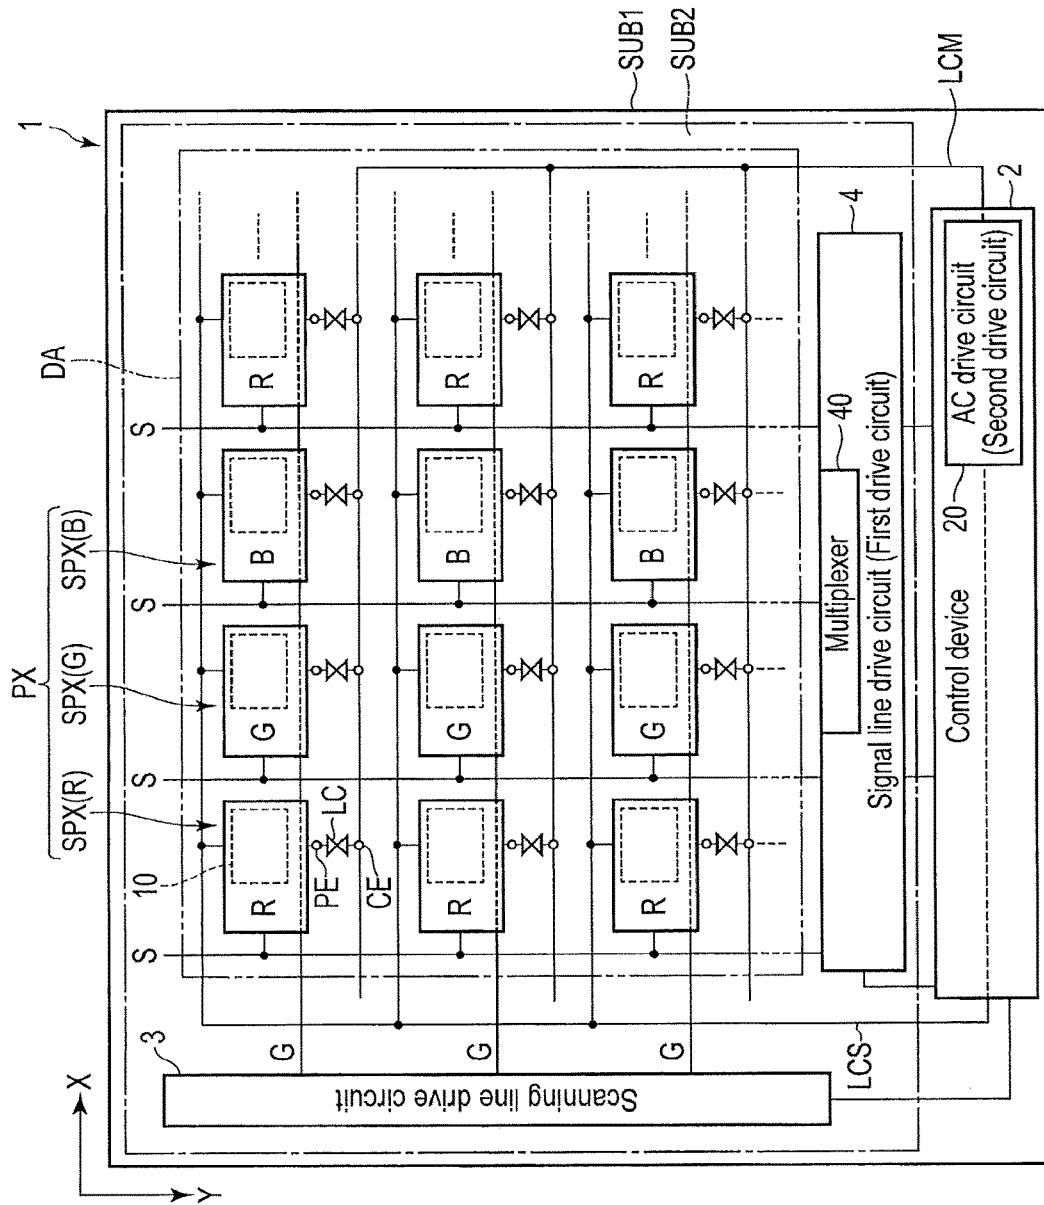 1
PX
SPX(R) SPX(G) SPX(B)
DA
SUB1
SUB2
X
Y
S S S S
10
R G B R
PE LC
CE
G
R G B R
G
R G B R
G
3
Scanning line drive circuit
LCM
LCS
4
Multiplexer
40
Signal line drive circuit (First drive circuit)
2
Control device
20
AC drive circuit
(Second drive circuit)